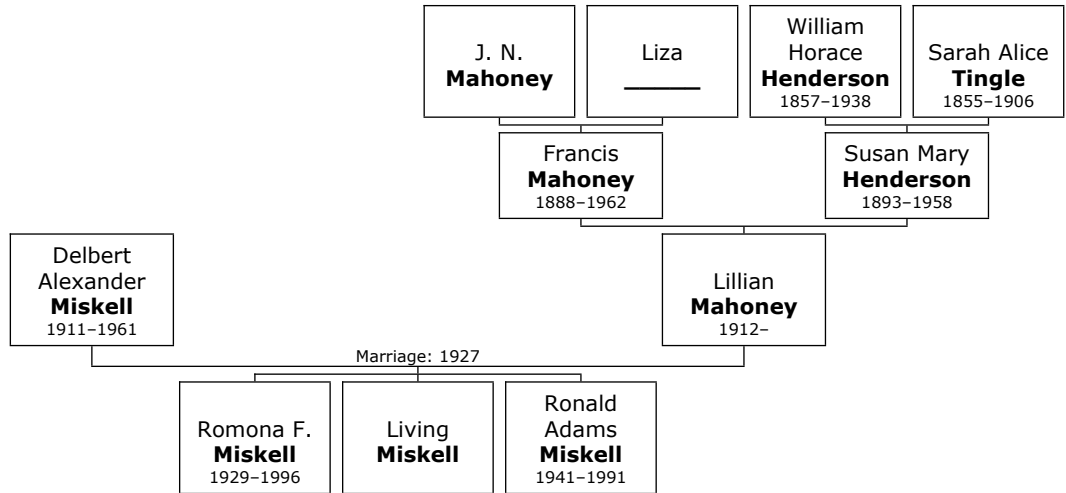 J. N.
Mahoney
Liza
_____
William
Horace
Henderson
1857–1938
Sarah Alice
Tingle
1855–1906
Francis
Mahoney
1888–1962
Susan Mary
Henderson
1893–1958
Delbert
Alexander
Miskell
1911–1961
Lillian
Mahoney
1912–
Marriage: 1927
Romona F.
Miskell
1929–1996
Living
Miskell
Ronald
Adams
Miskell
1941–1991